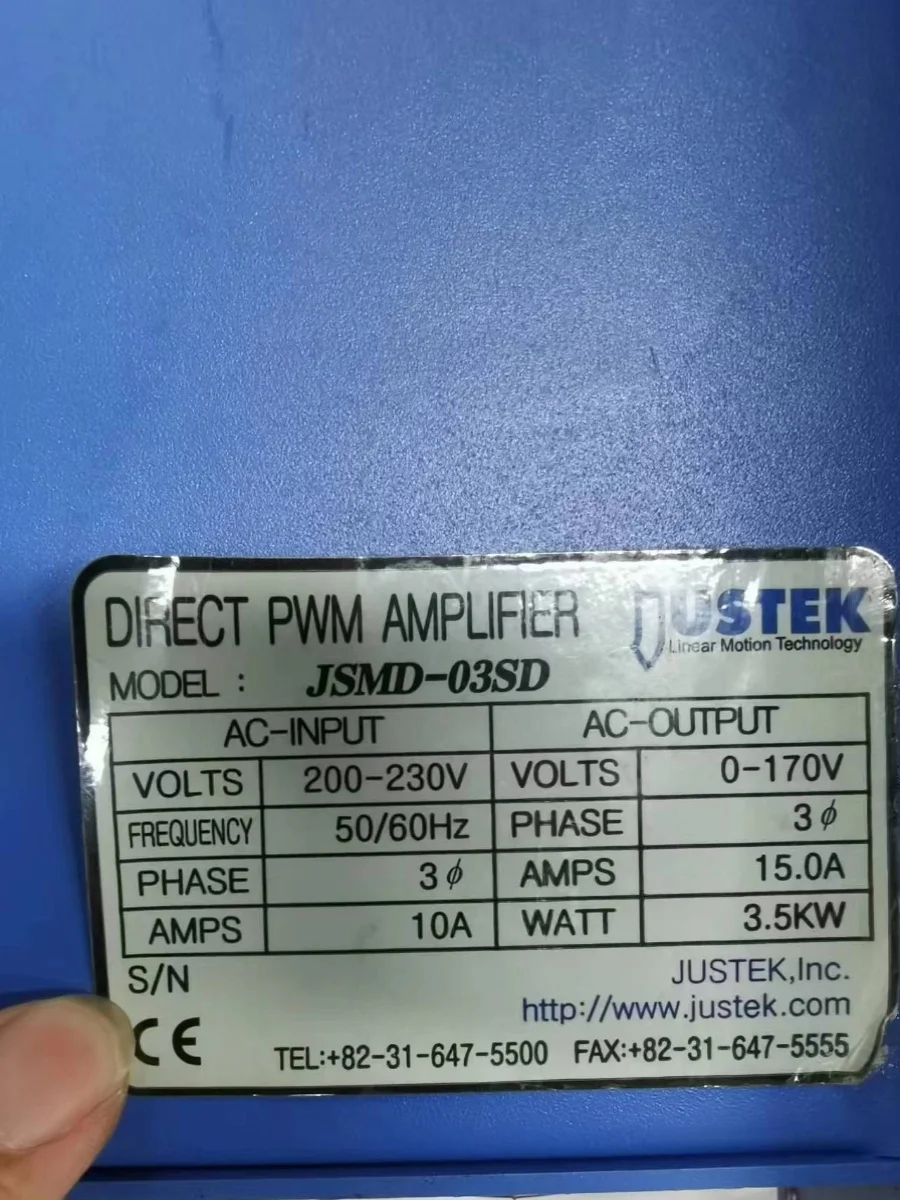 DIRECT PWM AMPLIFIER JUSTEK
Linear Motion Technology
MODEL : JSMD-03SD
AC-INPUT AC-OUTPUT
VOLTS 200-230V VOLTS 0-170V
FREQUENCY 50/60Hz PHASE 3ϕ
PHASE 3ϕ AMPS 15.0A
AMPS 10A WATT 3.5KW
S/N JUSTEK,Inc.
http://www.justek.com
CE TEL:+82-31-647-5500 FAX:+82-31-647-5555